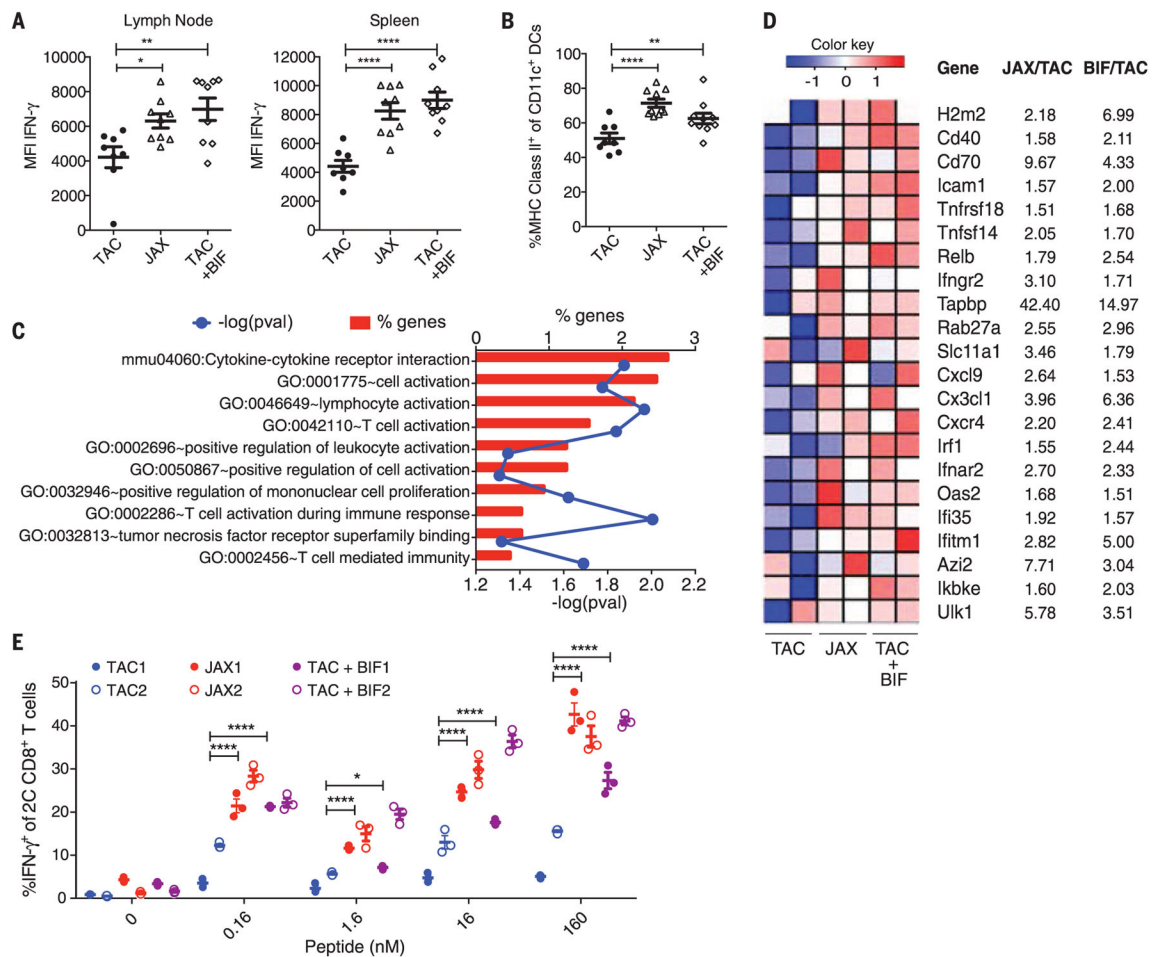 A
Lymph Node
Spleen
MFI IFN-γ
10000
8000
6000
4000
2000
0
**
*
TAC
JAX
TAC
+BIF
MFI IFN-γ
12000
10000
8000
6000
4000
2000
0
****
****
TAC
JAX
TAC
+BIF
B
%MHC Class II+ of CD11c+ DCs
100
80
60
40
20
0
**
****
TAC
JAX
TAC
+BIF
C
-log(pval)
% genes
% genes
0 1 2 3
mmu04060:Cytokine-cytokine receptor interaction
GO:0001775~cell activation
GO:0046649~lymphocyte activation
GO:0042110~T cell activation
GO:0002696~positive regulation of leukocyte activation
GO:0050867~positive regulation of cell activation
GO:0032946~positive regulation of mononuclear cell proliferation
GO:0002286~T cell activation during immune response
GO:0032813~tumor necrosis factor receptor superfamily binding
GO:0002456~T cell mediated immunity
1.2 1.4 1.6 1.8 2.0 2.2
-log(pval)
D
Color key
-1 0 1
Gene JAX/TAC BIF/TAC
H2m2 2.18 6.99
Cd40 1.58 2.11
Cd70 9.67 4.33
Icam1 1.57 2.00
Tnfrsf18 1.51 1.68
Tnfsf14 2.05 1.70
Relb 1.79 2.54
Ifngr2 3.10 1.71
Tapbp 42.40 14.97
Rab27a 2.55 2.96
Slc11a1 3.46 1.79
Cxcl9 2.64 1.53
Cx3cl1 3.96 6.36
Cxcr4 2.20 2.41
Irf1 1.55 2.44
Ifnar2 2.70 2.33
Oas2 1.68 1.51
Ifi35 1.92 1.57
Ifitm1 2.82 5.00
Azi2 7.71 3.04
Ikbke 1.60 2.03
Ulk1 5.78 3.51
TAC JAX TAC
+
BIF
E
TAC1 JAX1 TAC + BIF1
TAC2 JAX2 TAC + BIF2
%IFN-γ+ of 2C CD8+ T cells
50
40
30
20
10
0
****
****
*
****
****
****
****
****
0 0.16 1.6 16 160
Peptide (nM)